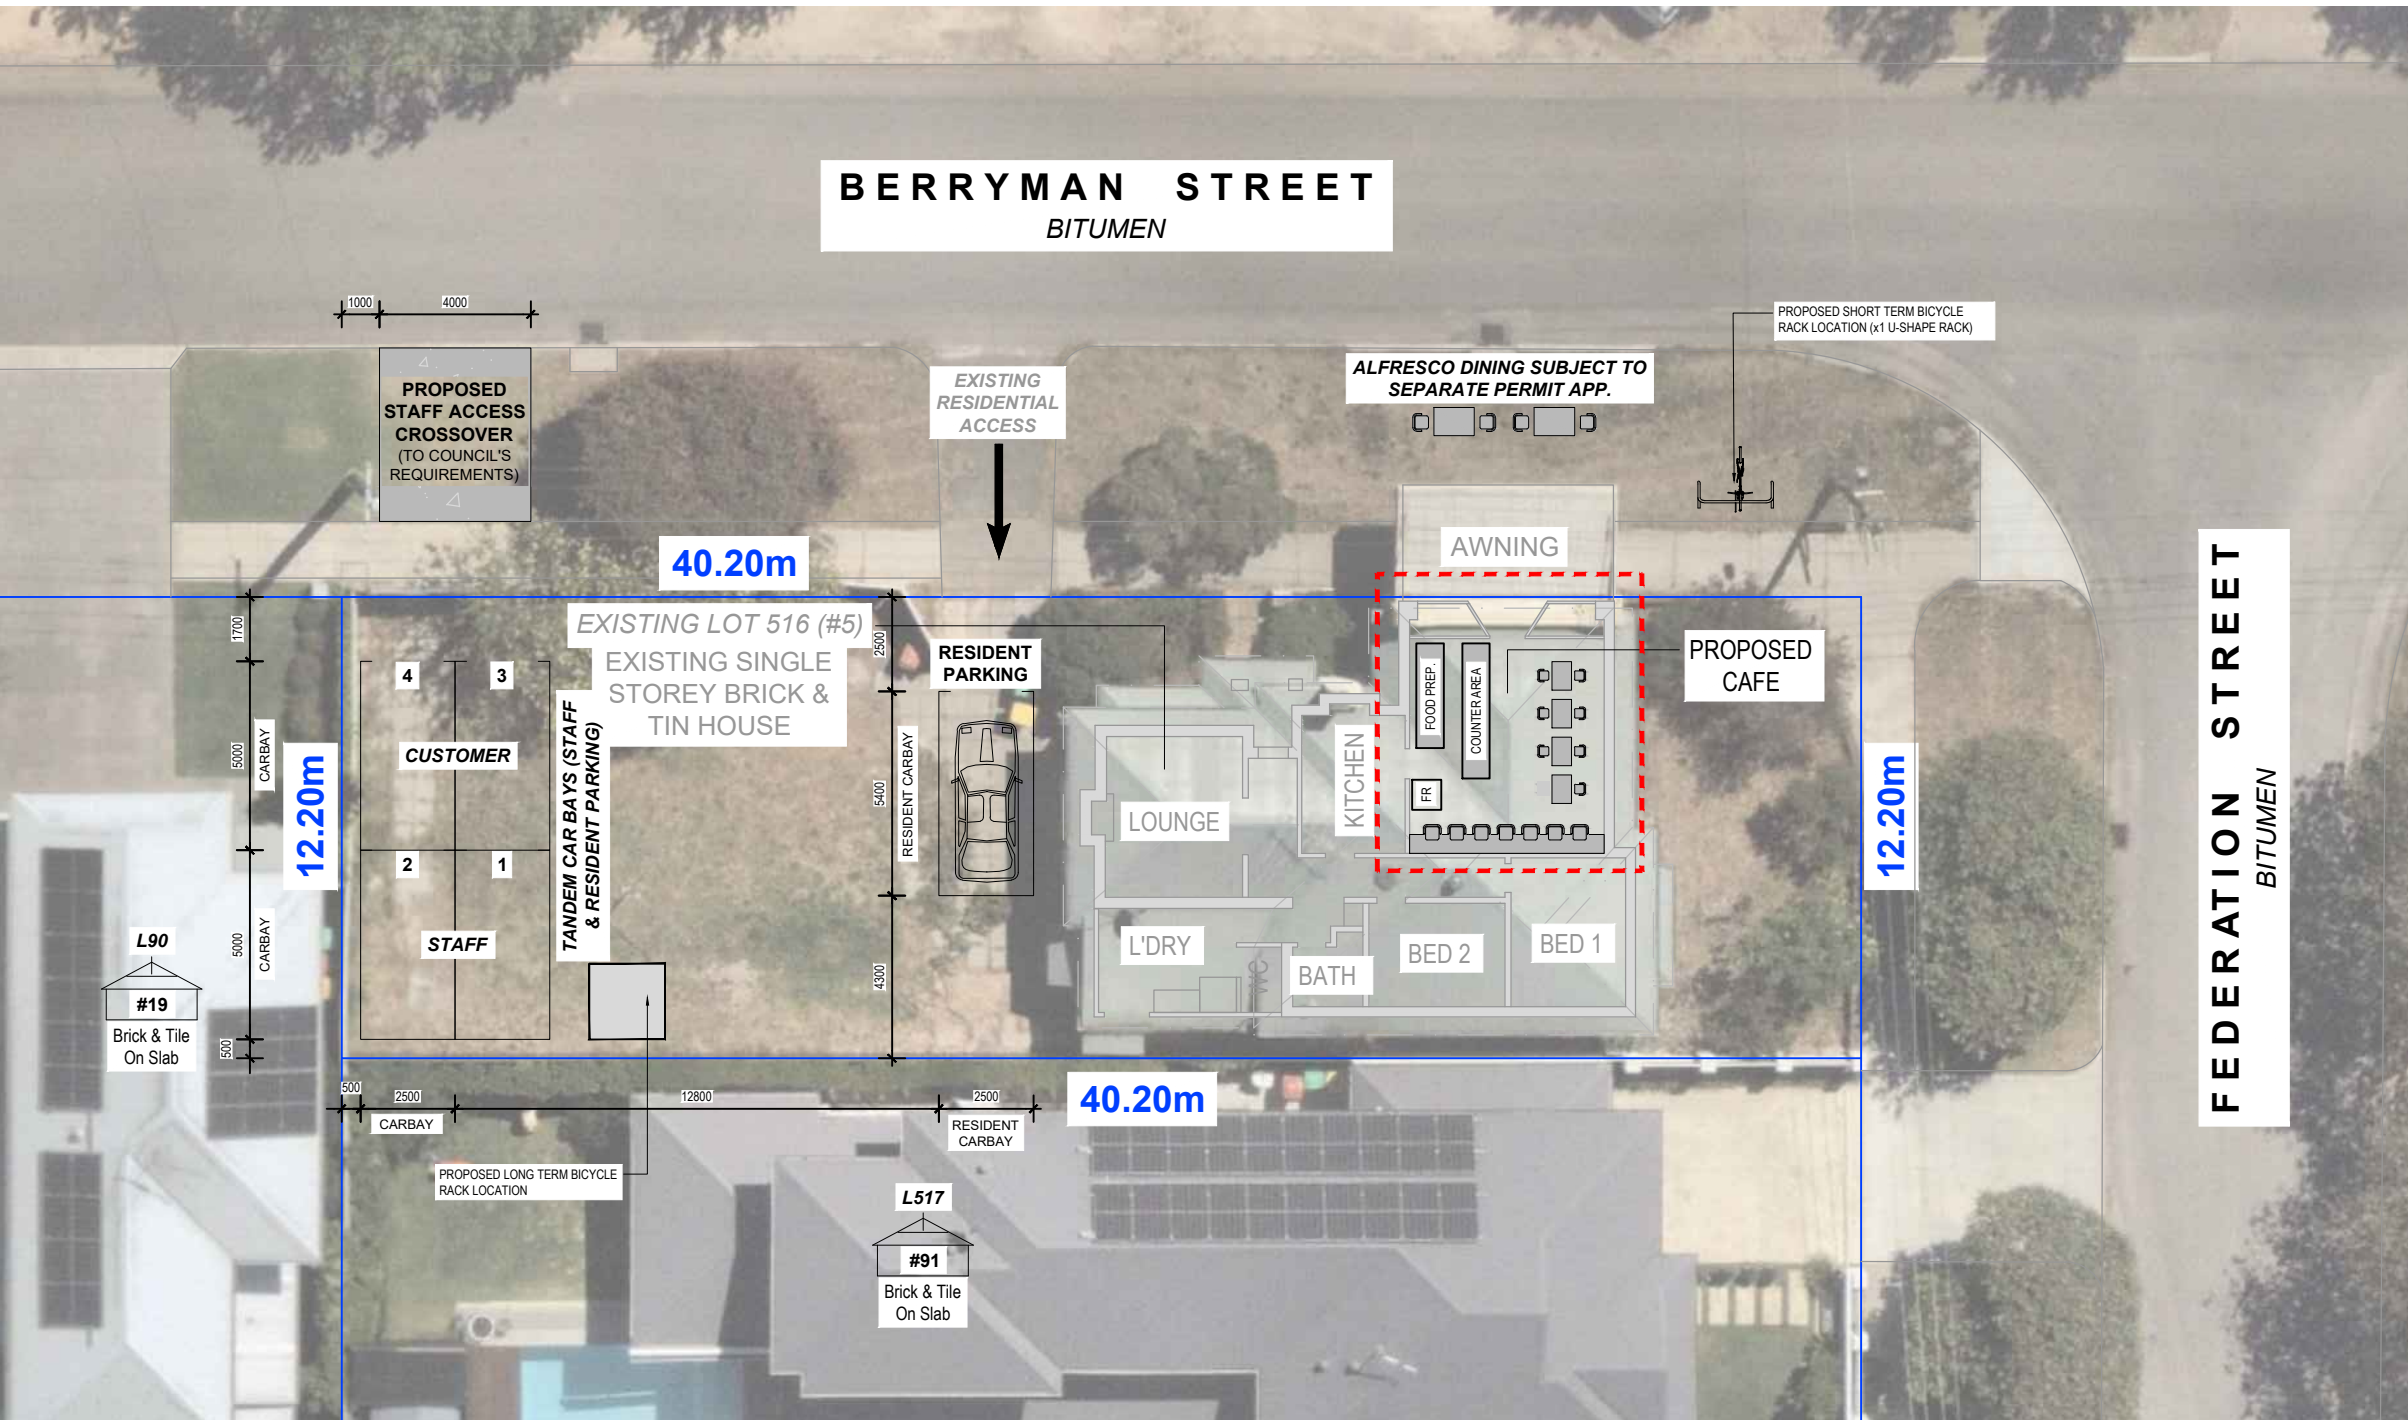 BERRYMAN STREET
BITUMEN
1000
4000
PROPOSED SHORT TERM BICYCLE
RACK LOCATION (x1 U-SHAPE RACK)
PROPOSED
STAFF ACCESS
CROSSOVER
(TO COUNCIL'S
REQUIREMENTS)
EXISTING
RESIDENTIAL
ACCESS
ALFRESCO DINING SUBJECT TO
SEPARATE PERMIT APP.
AWNING
40.20m
EXISTING LOT 516 (#5)
EXISTING SINGLE
STOREY BRICK &
TIN HOUSE
RESIDENT
PARKING
PROPOSED
CAFE
1700
5000
CARBAY
5000
CARBAY
500
12.20m
4
3
CUSTOMER
2
1
STAFF
TANDEM CAR BAYS (STAFF
& RESIDENT PARKING)
2500
5400
RESIDENT CARBAY
4300
FOOD PREP.
COUNTER AREA
FR
KITCHEN
LOUNGE
L'DRY
WC
BATH
BED 2
BED 1
12.20m
FEDERATION STREET
BITUMEN
L90
#19
Brick & Tile
On Slab
500
2500
CARBAY
12800
2500
RESIDENT
CARBAY
40.20m
PROPOSED LONG TERM BICYCLE
RACK LOCATION
L517
#91
Brick & Tile
On Slab